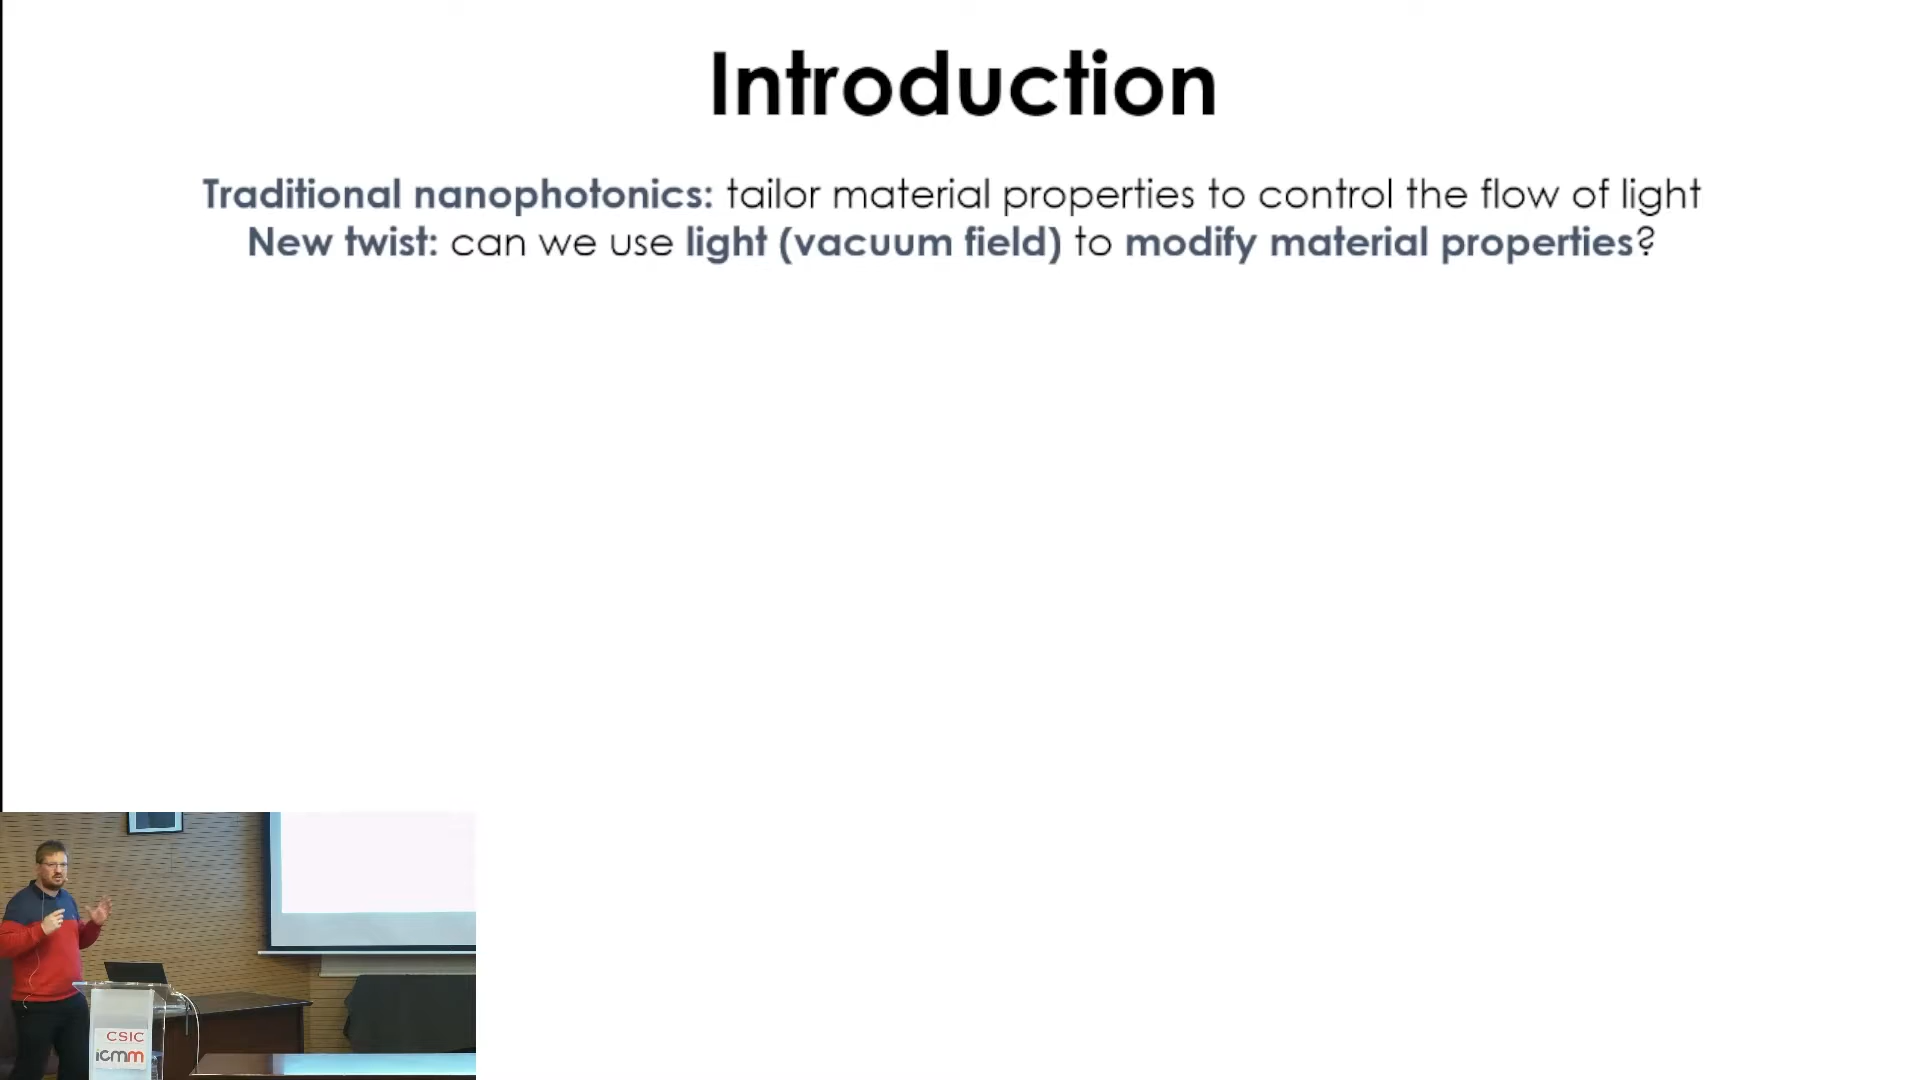 Introduction
Traditional nanophotonics: tailor material properties to control the flow of light
New twist: can we use light (vacuum field) to modify material properties?
CSIC
icmm